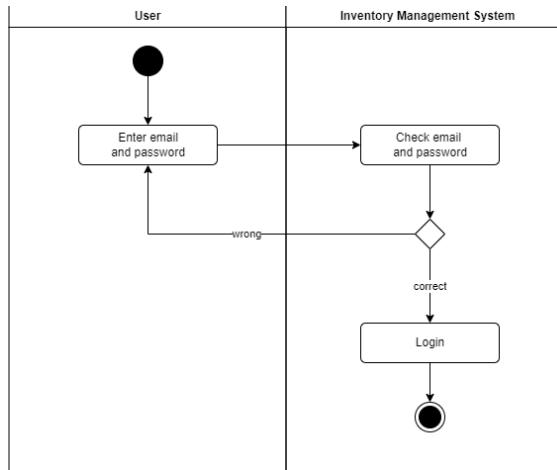 User
Inventory Management System
Enter email
and password
Check email
and password
wrong
correct
Login